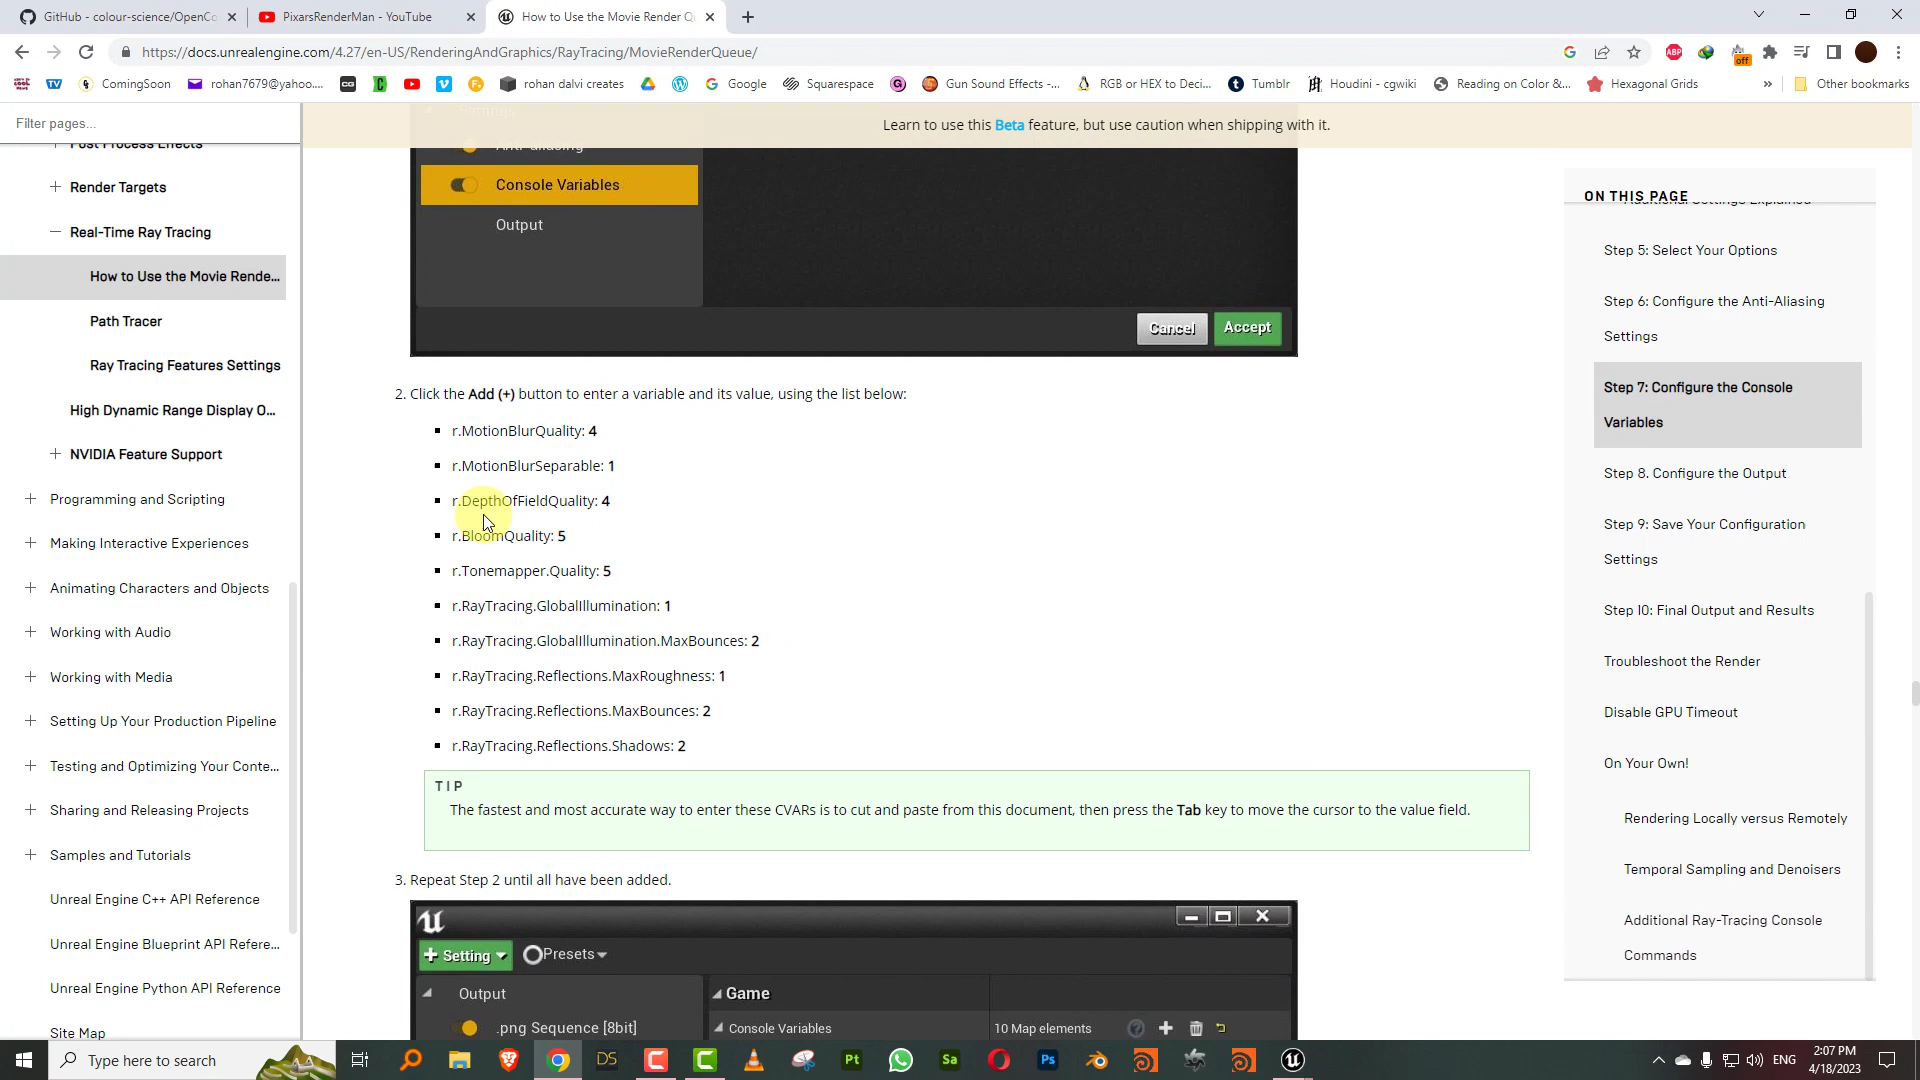 GitHub - colour-science/OpenCo
PixarsRenderMan - YouTube
How to Use the Movie Render Q
https://docs.unrealengine.com/4.27/en-US/RenderingAndGraphics/RayTracing/MovieRenderQueue/
ComingSoon
rohan7679@yahoo....
rohan dalvi creates
Google
Squarespace
Gun Sound Effects -...
RGB or HEX to Deci...
Tumblr
Houdini - cgwiki
Reading on Color &...
Hexagonal Grids
»
Other bookmarks
Filter pages...
Post Process Effects
Render Targets
Real-Time Ray Tracing
How to Use the Movie Rende...
Path Tracer
Ray Tracing Features Settings
High Dynamic Range Display O...
NVIDIA Feature Support
Programming and Scripting
Making Interactive Experiences
Animating Characters and Objects
Working with Audio
Working with Media
Setting Up Your Production Pipeline
Testing and Optimizing Your Conte...
Sharing and Releasing Projects
Samples and Tutorials
Unreal Engine C++ API Reference
Unreal Engine Blueprint API Refere...
Unreal Engine Python API Reference
Site Map
Learn to use this Beta feature, but use caution when shipping with it.
Settings
Anti-aliasing
Console Variables
Output
Cancel
Accept
2. Click the Add (+) button to enter a variable and its value, using the list below:
r.MotionBlurQuality: 4
r.MotionBlurSeparable: 1
r.DepthOfFieldQuality: 4
r.BloomQuality: 5
r.Tonemapper.Quality: 5
r.RayTracing.GlobalIllumination: 1
r.RayTracing.GlobalIllumination.MaxBounces: 2
r.RayTracing.Reflections.MaxRoughness: 1
r.RayTracing.Reflections.MaxBounces: 2
r.RayTracing.Reflections.Shadows: 2
TIP
The fastest and most accurate way to enter these CVARs is to cut and paste from this document, then press the Tab key to move the cursor to the value field.
3. Repeat Step 2 until all have been added.
+ Setting
Presets
Output
.png Sequence [8bit]
Game
Console Variables
10 Map elements
ON THIS PAGE
Additional Settings Explained
Step 5: Select Your Options
Step 6: Configure the Anti-Aliasing
Settings
Step 7: Configure the Console
Variables
Step 8. Configure the Output
Step 9: Save Your Configuration
Settings
Step 10: Final Output and Results
Troubleshoot the Render
Disable GPU Timeout
On Your Own!
Rendering Locally versus Remotely
Temporal Sampling and Denoisers
Additional Ray-Tracing Console
Commands
Type here to search
ENG
2:07 PM
4/18/2023